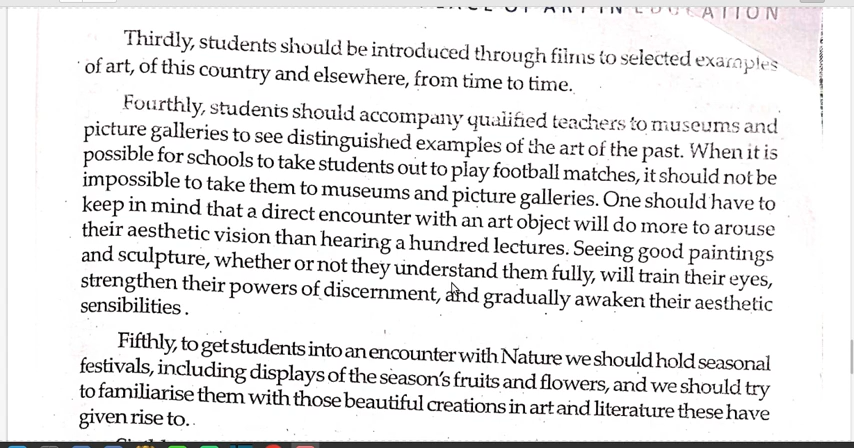 OF ART IN EDUCATION
Thirdly, students should be introduced through films to selected examples
of art, of this country and elsewhere, from time to time.
Fourthly, students should accompany qualified teachers to museums and
picture galleries to see distinguished examples of the art of the past. When it is
possible for schools to take students out to play football matches, it should not be
impossible to take them to museums and picture galleries. One should have to
keep in mind that a direct encounter with an art object will do more to arouse
their aesthetic vision than hearing a hundred lectures. Seeing good paintings
and sculpture, whether or not they understand them fully, will train their eyes,
strengthen their powers of discernment, and gradually awaken their aesthetic
sensibilities.
Fifthly, to get students into an encounter with Nature we should hold seasonal
festivals, including displays of the season's fruits and flowers, and we should try
to familiarise them with those beautiful creations in art and literature these have
given rise to.